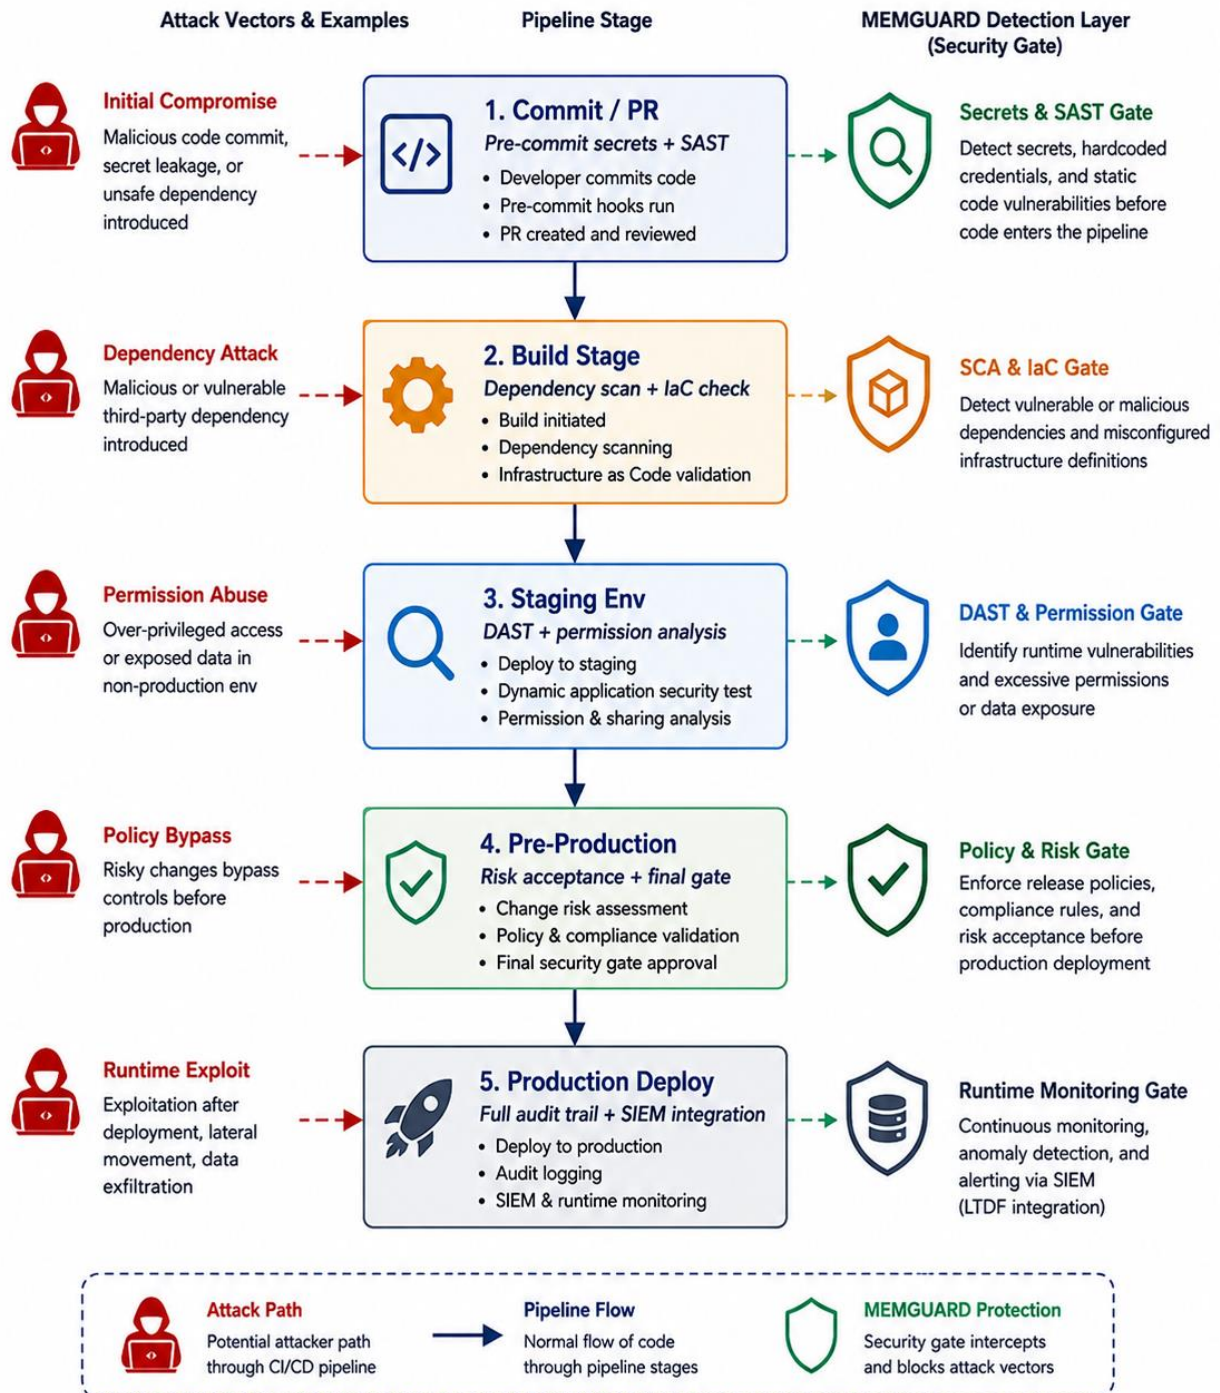 Attack Vectors & Examples
Pipeline Stage
MEMGUARD Detection Layer
(Security Gate)
Initial Compromise
Malicious code commit,
secret leakage, or
unsafe dependency
introduced
</>
1. Commit / PR
Pre-commit secrets + SAST
• Developer commits code
• Pre-commit hooks run
• PR created and reviewed
Secrets & SAST Gate
Detect secrets, hardcoded
credentials, and static
code vulnerabilities before
code enters the pipeline
Dependency Attack
Malicious or vulnerable
third-party dependency
introduced
2. Build Stage
Dependency scan + IaC check
• Build initiated
• Dependency scanning
• Infrastructure as Code validation
SCA & IaC Gate
Detect vulnerable or malicious
dependencies and misconfigured
infrastructure definitions
Permission Abuse
Over-privileged access
or exposed data in
non-production env
3. Staging Env
DAST + permission analysis
• Deploy to staging
• Dynamic application security test
• Permission & sharing analysis
DAST & Permission Gate
Identify runtime vulnerabilities
and excessive permissions
or data exposure
Policy Bypass
Risky changes bypass
controls before
production
4. Pre-Production
Risk acceptance + final gate
• Change risk assessment
• Policy & compliance validation
• Final security gate approval
Policy & Risk Gate
Enforce release policies,
compliance rules, and
risk acceptance before
production deployment
Runtime Exploit
Exploitation after
deployment, lateral
movement, data
exfiltration
5. Production Deploy
Full audit trail + SIEM integration
• Deploy to production
• Audit logging
• SIEM & runtime monitoring
Runtime Monitoring Gate
Continuous monitoring,
anomaly detection, and
alerting via SIEM
(LTDF integration)
Attack Path
Potential attacker path
through CI/CD pipeline
Pipeline Flow
Normal flow of code
through pipeline stages
MEMGUARD Protection
Security gate intercepts
and blocks attack vectors